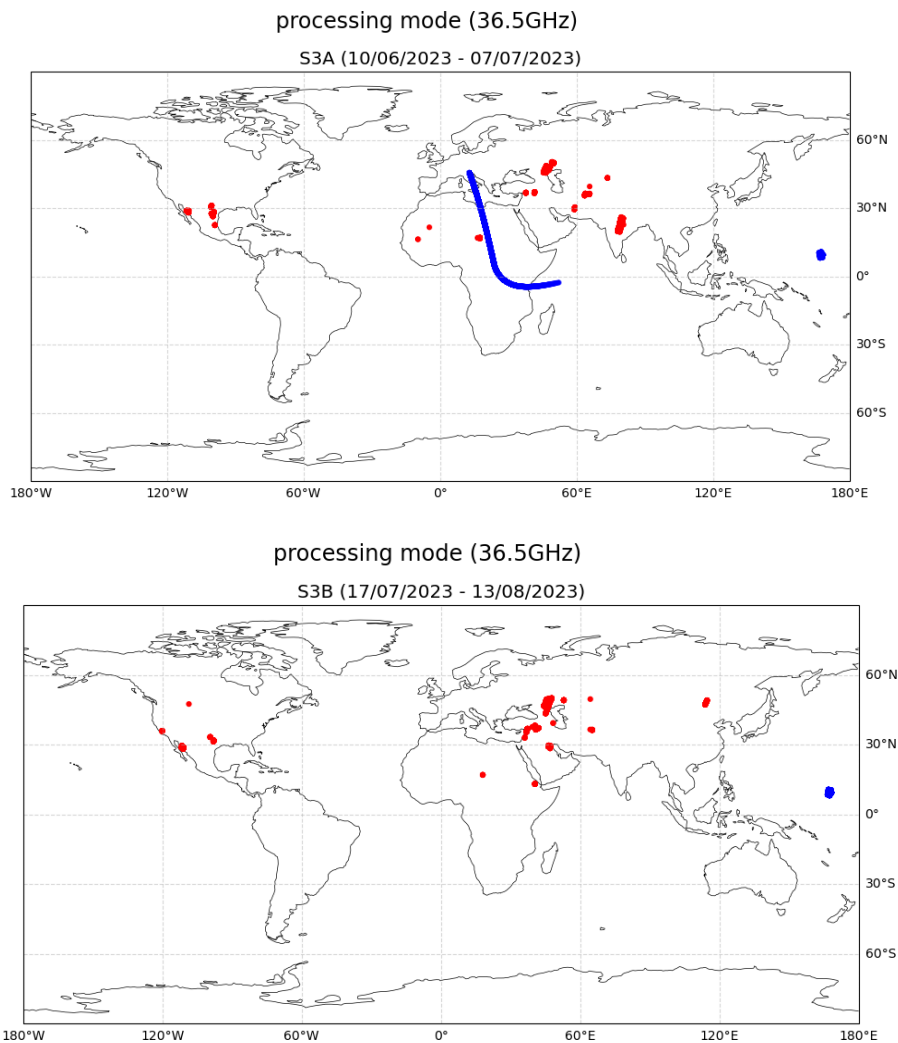 processing mode (36.5GHz)
S3A (10/06/2023 - 07/07/2023)
60°N
30°N
0°
30°S
60°S
180°W 120°W 60°W 0° 60°E 120°E 180°E
processing mode (36.5GHz)
S3B (17/07/2023 - 13/08/2023)
60°N
30°N
0°
30°S
60°S
180°W 120°W 60°W 0° 60°E 120°E 180°E